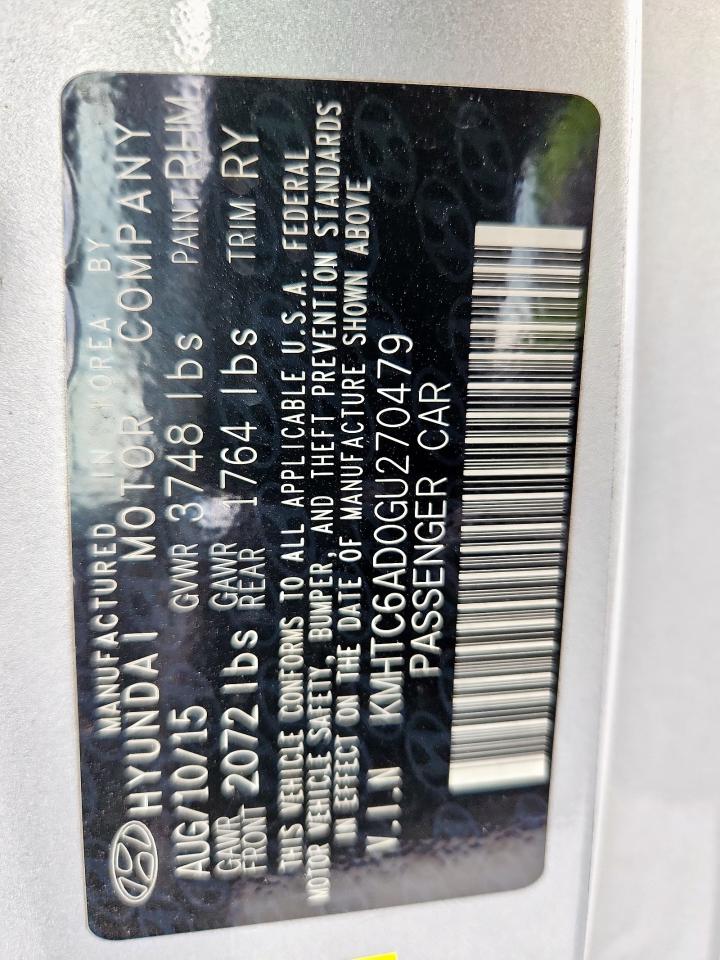 MANUFACTURED IN KOREA BY
HYUNDAI MOTOR COMPANY
AUG/10/15 GVWR 3748 lbs PAINT RHM
GAWR FRONT 2072 lbs GAWR REAR 1764 lbs TRIM RY
THIS VEHICLE CONFORMS TO ALL APPLICABLE U.S.A. FEDERAL
MOTOR VEHICLE SAFETY, BUMPER, AND THEFT PREVENTION STANDARDS
IN EFFECT ON THE DATE OF MANUFACTURE SHOWN ABOVE
V.I.N KMHTC6AD0GU270479
PASSENGER CAR